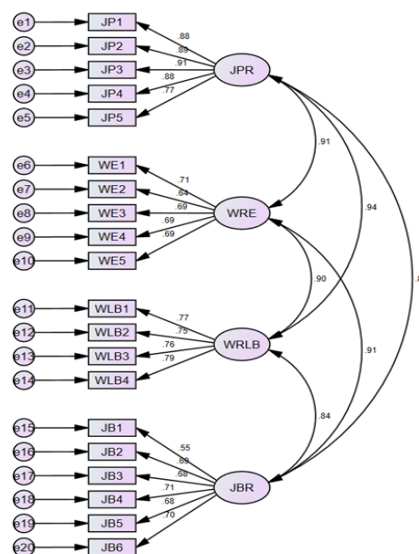 e1 JP1 .88
e2 JP2 .89
e3 JP3 .91 JPR
e4 JP4 .88
e5 JP5 .77
.91
e6 WE1 .71
e7 WE2 .64
e8 WE3 .69 WRE
e9 WE4 .69
e10 WE5 .69
.94
.90
e11 WLB1 .77
e12 WLB2 .75
e13 WLB3 .76 WRLB
e14 WLB4 .79
.91
.84
e15 JB1 .55
e16 JB2 .69
e17 JB3 .68
e18 JB4 .71 JBR
e19 JB5 .68
e20 JB6 .70